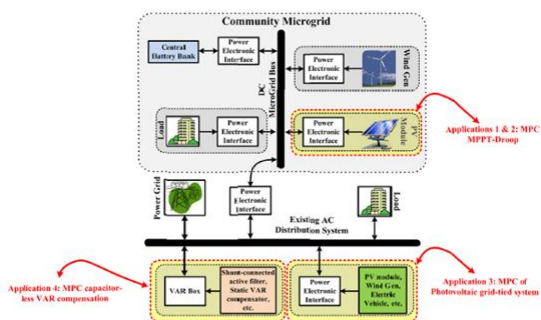 Community Microgrid
Central
Battery Bank
Power
Electronic
Interface
DC
MicroGrid Bus
Power
Electronic
Interface
Wind Gen
Load
Power
Electronic
Interface
Power
Electronic
Interface
PV
Module
Applications 1 & 2: MPC
MPPT-Droop
Power Grid
Power
Electronic
Interface
Load
Existing AC
Distribution System
Application 4: MPC capacitor-
less VAR compensation
VAR Box
Shunt-connected
active filter,
Static VAR
compensator,
etc.
Power
Electronic
Interface
PV module,
Wind Gen,
Electric
Vehicle, etc.
Application 3: MPC of
Photovoltaic grid-tied system